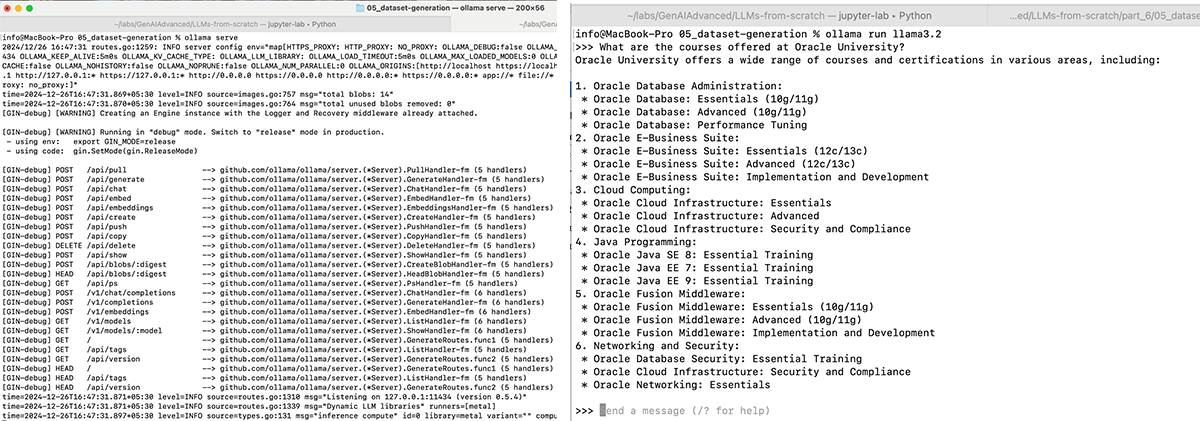 05_dataset-generation — ollama serve — 200×56
~/labs/GenAIAdvanced/LLMs-from-scratch — jupyter-lab • Python
~/labs/GenA
info@MacBook-Pro 05_dataset-generation % ollama serve
2024/12/26 16:47:31 routes.go:1259: INFO server config env="map[HTTPS_PROXY: HTTP_PROXY: NO_PROXY: OLLAMA_DEBUG:false OLLAMA_
434 OLLAMA_KEEP_ALIVE:5m0s OLLAMA_KV_CACHE_TYPE: OLLAMA_LLM_LIBRARY: OLLAMA_LOAD_TIMEOUT:5m0s OLLAMA_MAX_LOADED_MODELS:0 OLLA
CACHE:false OLLAMA_NOHISTORY:false OLLAMA_NOPRUNE:false OLLAMA_NUM_PARALLEL:0 OLLAMA_ORIGINS:[http://localhost https://localh
.1 http://127.0.0.1:* https://127.0.0.1:* http://0.0.0.0 https://0.0.0.0 http://0.0.0.0:* https://0.0.0.0:* app://* file://*
roxy: no_proxy:]"
time=2024-12-26T16:47:31.869+05:30 level=INFO source=images.go:757 msg="total blobs: 14"
time=2024-12-26T16:47:31.870+05:30 level=INFO source=images.go:764 msg="total unused blobs removed: 0"
[GIN-debug] [WARNING] Creating an Engine instance with the Logger and Recovery middleware already attached.
[GIN-debug] [WARNING] Running in "debug" mode. Switch to "release" mode in production.
- using env: export GIN_MODE=release
- using code: gin.SetMode(gin.ReleaseMode)
[GIN-debug] POST /api/pull --> github.com/ollama/ollama/server.(*Server).PullHandler-fm (5 handlers)
[GIN-debug] POST /api/generate --> github.com/ollama/ollama/server.(*Server).GenerateHandler-fm (5 handlers)
[GIN-debug] POST /api/chat --> github.com/ollama/ollama/server.(*Server).ChatHandler-fm (5 handlers)
[GIN-debug] POST /api/embed --> github.com/ollama/ollama/server.(*Server).EmbedHandler-fm (5 handlers)
[GIN-debug] POST /api/embeddings --> github.com/ollama/ollama/server.(*Server).EmbeddingsHandler-fm (5 handlers)
[GIN-debug] POST /api/create --> github.com/ollama/ollama/server.(*Server).CreateHandler-fm (5 handlers)
[GIN-debug] POST /api/push --> github.com/ollama/ollama/server.(*Server).PushHandler-fm (5 handlers)
[GIN-debug] POST /api/copy --> github.com/ollama/ollama/server.(*Server).CopyHandler-fm (5 handlers)
[GIN-debug] DELETE /api/delete --> github.com/ollama/ollama/server.(*Server).DeleteHandler-fm (5 handlers)
[GIN-debug] POST /api/show --> github.com/ollama/ollama/server.(*Server).ShowHandler-fm (5 handlers)
[GIN-debug] POST /api/blobs/:digest --> github.com/ollama/ollama/server.(*Server).CreateBlobHandler-fm (5 handlers)
[GIN-debug] HEAD /api/blobs/:digest --> github.com/ollama/ollama/server.(*Server).HeadBlobHandler-fm (5 handlers)
[GIN-debug] GET /api/ps --> github.com/ollama/ollama/server.(*Server).PsHandler-fm (5 handlers)
[GIN-debug] POST /v1/chat/completions --> github.com/ollama/ollama/server.(*Server).ChatHandler-fm (6 handlers)
[GIN-debug] POST /v1/completions --> github.com/ollama/ollama/server.(*Server).GenerateHandler-fm (6 handlers)
[GIN-debug] POST /v1/embeddings --> github.com/ollama/ollama/server.(*Server).EmbedHandler-fm (6 handlers)
[GIN-debug] GET /v1/models --> github.com/ollama/ollama/server.(*Server).ListHandler-fm (6 handlers)
[GIN-debug] GET /v1/models/:model --> github.com/ollama/ollama/server.(*Server).ShowHandler-fm (6 handlers)
[GIN-debug] GET / --> github.com/ollama/ollama/server.(*Server).GenerateRoutes.func1 (5 handlers)
[GIN-debug] GET /api/tags --> github.com/ollama/ollama/server.(*Server).ListHandler-fm (5 handlers)
[GIN-debug] GET /api/version --> github.com/ollama/ollama/server.(*Server).GenerateRoutes.func2 (5 handlers)
[GIN-debug] HEAD / --> github.com/ollama/ollama/server.(*Server).GenerateRoutes.func1 (5 handlers)
[GIN-debug] HEAD /api/tags --> github.com/ollama/ollama/server.(*Server).ListHandler-fm (5 handlers)
[GIN-debug] HEAD /api/version --> github.com/ollama/ollama/server.(*Server).GenerateRoutes.func2 (5 handlers)
time=2024-12-26T16:47:31.871+05:30 level=INFO source=routes.go:1310 msg="Listening on 127.0.0.1:11434 (version 0.5.4)"
time=2024-12-26T16:47:31.871+05:30 level=INFO source=routes.go:1339 msg="Dynamic LLM libraries" runners=[metal]
time=2024-12-26T16:47:31.897+05:30 level=INFO source=types.go:131 msg="inference compute" id=0 library=metal variant="" compu
~/labs/GenAIAdvanced/LLMs-from-scratch — jupyter-lab • Python
...ed/LLMs-from-scratch/part_6/05_datase
info@MacBook-Pro 05_dataset-generation % ollama run llama3.2
>>> What are the courses offered at Oracle University?
Oracle University offers a wide range of courses and certifications in various areas, including:
1. Oracle Database Administration:
* Oracle Database: Essentials (10g/11g)
* Oracle Database: Advanced (10g/11g)
* Oracle Database: Performance Tuning
2. Oracle E-Business Suite:
* Oracle E-Business Suite: Essentials (12c/13c)
* Oracle E-Business Suite: Advanced (12c/13c)
* Oracle E-Business Suite: Implementation and Development
3. Cloud Computing:
* Oracle Cloud Infrastructure: Essentials
* Oracle Cloud Infrastructure: Advanced
* Oracle Cloud Infrastructure: Security and Compliance
4. Java Programming:
* Oracle Java SE 8: Essential Training
* Oracle Java EE 7: Essential Training
* Oracle Java EE 9: Essential Training
5. Oracle Fusion Middleware:
* Oracle Fusion Middleware: Essentials (10g/11g)
* Oracle Fusion Middleware: Advanced (10g/11g)
* Oracle Fusion Middleware: Implementation and Development
6. Networking and Security:
* Oracle Database Security: Essential Training
* Oracle Cloud Infrastructure: Security and Compliance
* Oracle Networking: Essentials
>>> Send a message (/? for help)